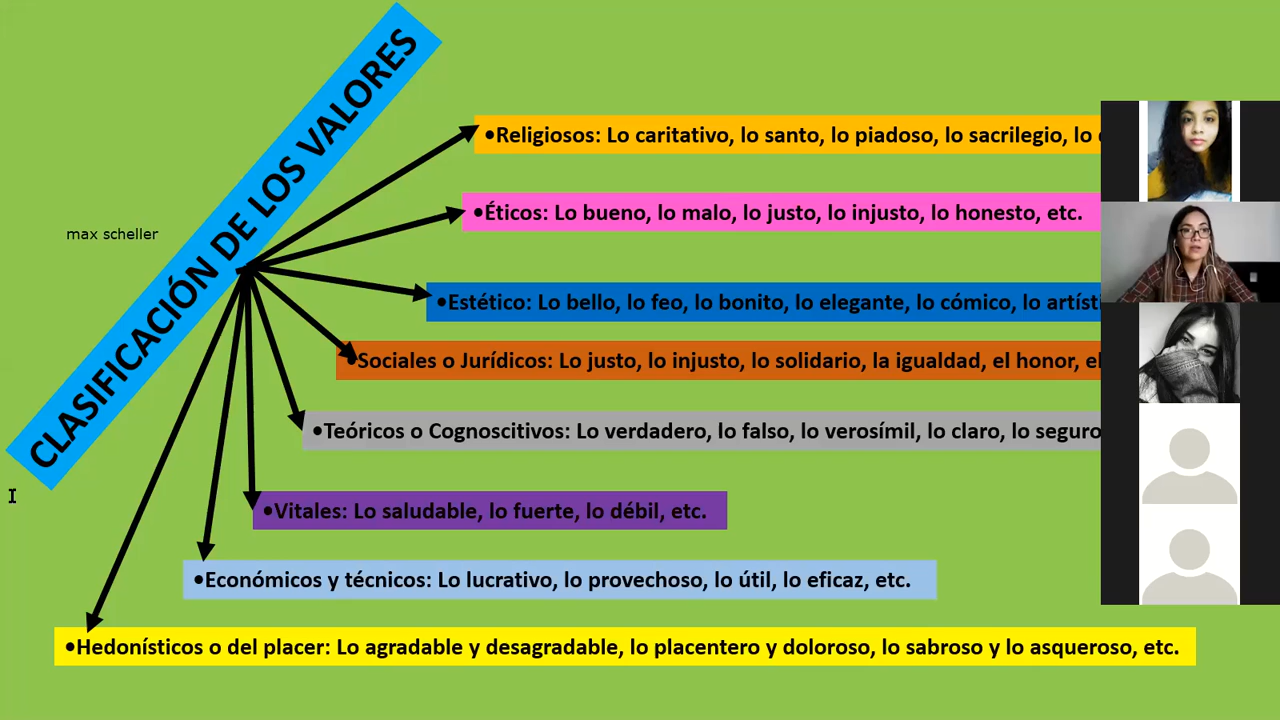 CLASIFICACIÓN DE LOS VALORES
max scheller
•Religiosos: Lo caritativo, lo santo, lo piadoso, lo sacrilegio, lo
•Éticos: Lo bueno, lo malo, lo justo, lo injusto, lo honesto, etc.
•Estético: Lo bello, lo feo, lo bonito, lo elegante, lo cómico, lo artísti
•Sociales o Jurídicos: Lo justo, lo injusto, lo solidario, la igualdad, el honor,
•Teóricos o Cognoscitivos: Lo verdadero, lo falso, lo verosímil, lo claro, lo seguro
•Vitales: Lo saludable, lo fuerte, lo débil, etc.
•Económicos y técnicos: Lo lucrativo, lo provechoso, lo útil, lo eficaz, etc.
•Hedonísticos o del placer: Lo agradable y desagradable, lo placentero y doloroso, lo sabroso y lo asqueroso, etc.